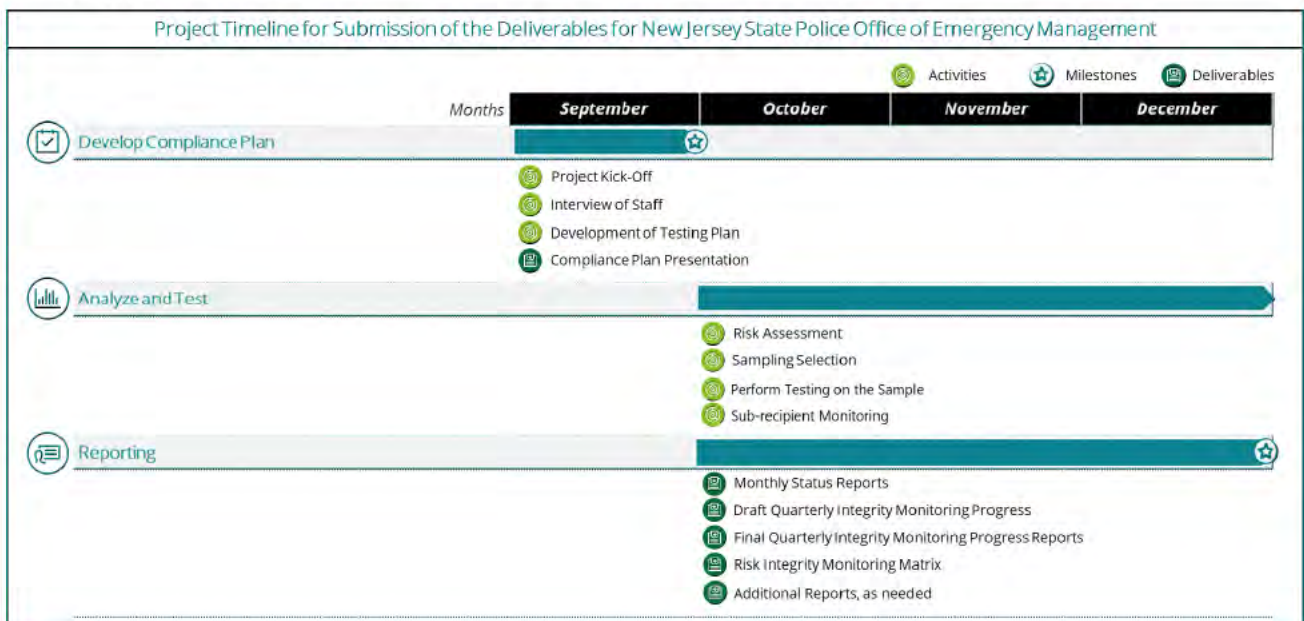 Project Timeline for Submission of the Deliverables for New Jersey State Police Office of Emergency Management
Activities Milestones Deliverables
Months September October November December
Develop Compliance Plan
Project Kick-Off
Interview of Staff
Development of Testing Plan
Compliance Plan Presentation
Analyze and Test
Risk Assessment
Sampling Selection
Perform Testing on the Sample
Sub-recipient Monitoring
Reporting
Monthly Status Reports
Draft Quarterly Integrity Monitoring Progress
Final Quarterly Integrity Monitoring Progress Reports
Risk Integrity Monitoring Matrix
Additional Reports, as needed